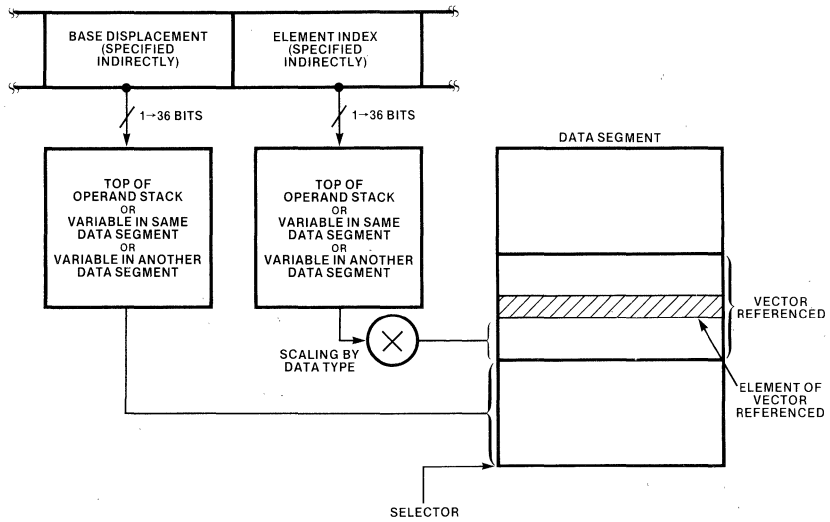 BASE DISPLACEMENT
(SPECIFIED
INDIRECTLY)
ELEMENT INDEX
(SPECIFIED
INDIRECTLY)
1→36 BITS
1→36 BITS
DATA SEGMENT
TOP OF
OPERAND STACK
OR
VARIABLE IN SAME
DATA SEGMENT
OR
VARIABLE IN ANOTHER
DATA SEGMENT
TOP OF
OPERAND STACK
OR
VARIABLE IN SAME
DATA SEGMENT
OR
VARIABLE IN ANOTHER
DATA SEGMENT
VECTOR
REFERENCED
SCALING BY
DATA TYPE
ELEMENT OF
VECTOR
REFERENCED
SELECTOR